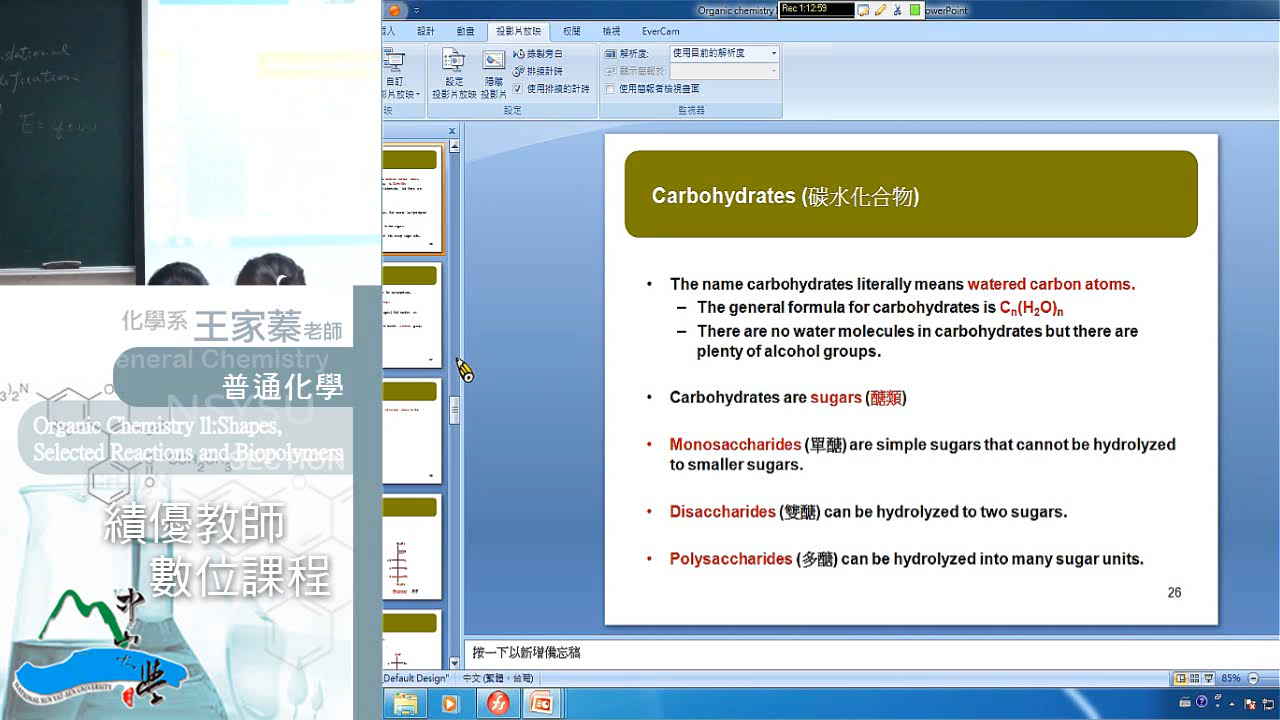 Organic chemistry
Rec 1:12:59
owerPoint
設計
動畫
投影片放映
校閱
檢視
EverCam
自訂
設定
投影片放映
隱藏
投影片
錄製旁白
排練計時
使用排練的計時
設定
解析度:
使用目前的解析度
使用簡報者檢視畫面
監視器
E=
化學系 王家蓁老師
General Chemistry
普通化學
NSYSU
Organic Chemistry II:Shapes,
Selected Reactions and Biopolymers
SECTION
績優教師
數位課程
NATIONAL SUN YAT-SEN UNIVERSITY
Carbohydrates (碳水化合物)
• The name carbohydrates literally means watered carbon atoms.
– The general formula for carbohydrates is Cn(H2O)n
– There are no water molecules in carbohydrates but there are
plenty of alcohol groups.
• Carbohydrates are sugars (醣類)
• Monosaccharides (單醣) are simple sugars that cannot be hydrolyzed
to smaller sugars.
• Disaccharides (雙醣) can be hydrolyzed to two sugars.
• Polysaccharides (多醣) can be hydrolyzed into many sugar units.
26
按一下以新增備忘稿
Default Design"
中文 (繁體，台灣)
85%